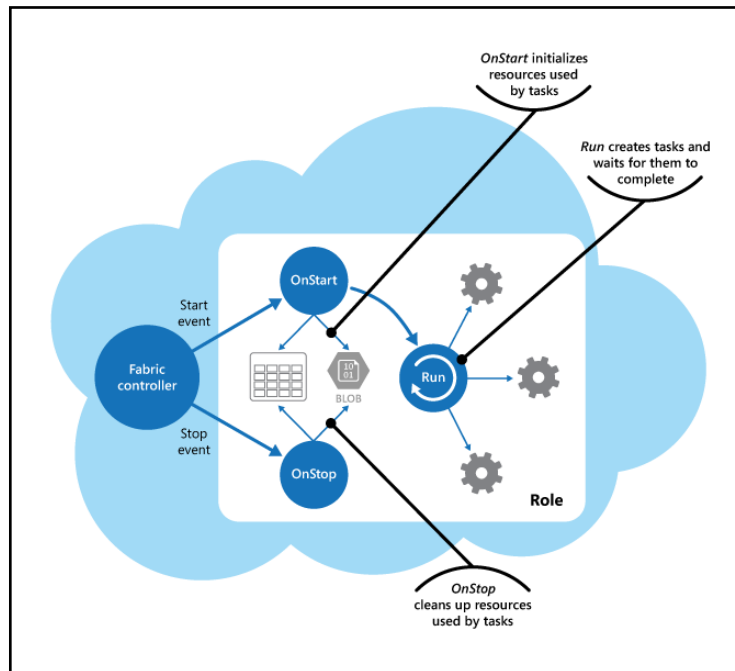 OnStart initializes
resources used
by tasks
Run creates tasks and
waits for them to
complete
OnStart
Start
event
Fabric
controller
10
01
BLOB
Run
Stop
event
OnStop
Role
OnStop
cleans up resources
used by tasks